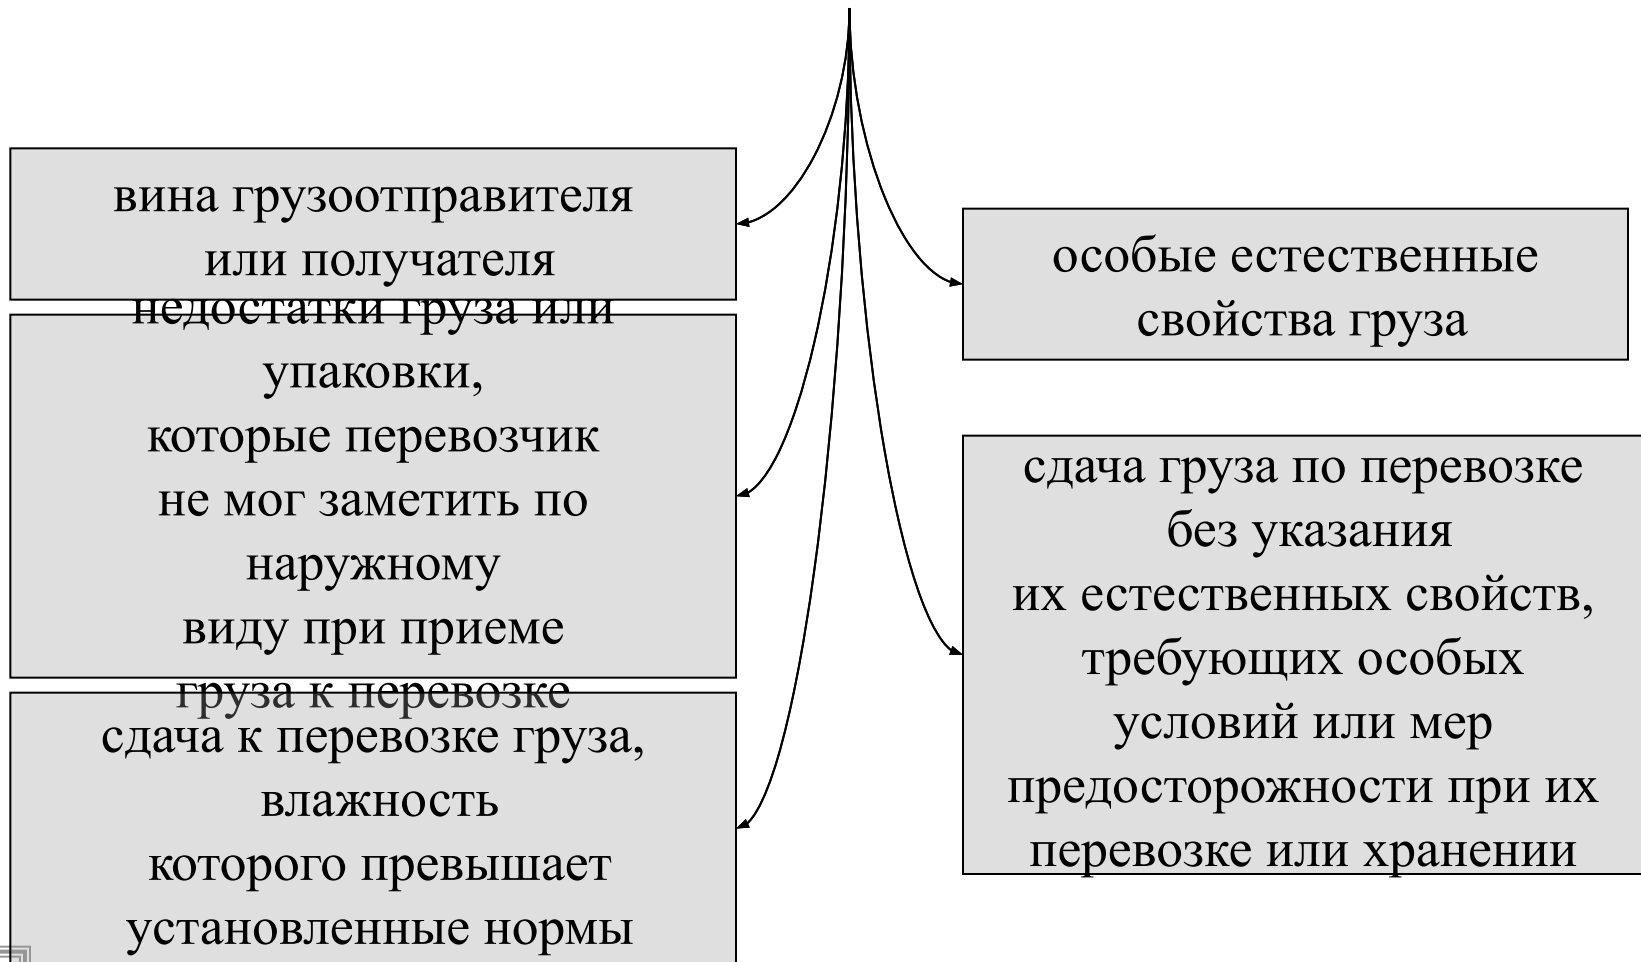 вина грузоотправителя
или получателя
недостатки груза или
упаковки,
которые перевозчик
не мог заметить по
наружному
виду при приеме
груза к перевозке
сдача к перевозке груза,
влажность
которого превышает
установленные нормы
особые естественные
свойства груза
сдача груза по перевозке
без указания
их естественных свойств,
требующих особых
условий или мер
предосторожности при их
перевозке или хранении